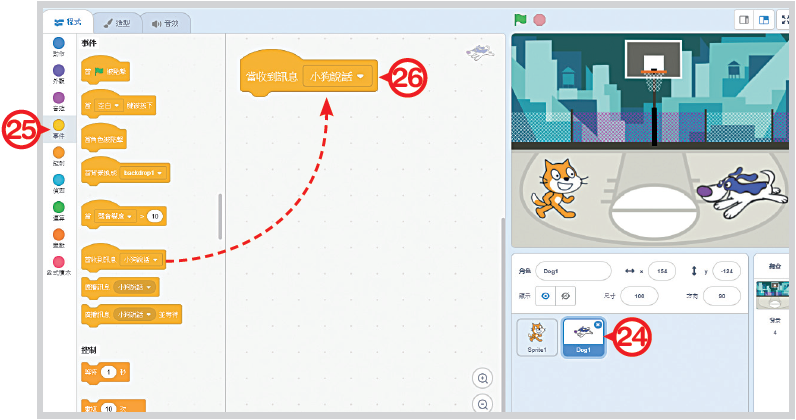 程式 造型 音效
動作
外觀
音效
25
事件
控制
偵測
運算
變數
函式積木
事件
當 被點擊
當 空白 鍵被按下
當角色被點擊
當背景換成 backdrop1
當 > 10
當收到訊息 小狗說話
廣播訊息 小狗說話
廣播訊息 小狗說話 並等待
控制
等待 1 秒
重複 10 次
當收到訊息 小狗說話
26
角色 Dog1 x 154 y -124
顯示 尺寸 100 方向 90
Sprite1
Dog1
24
舞台
背景
4